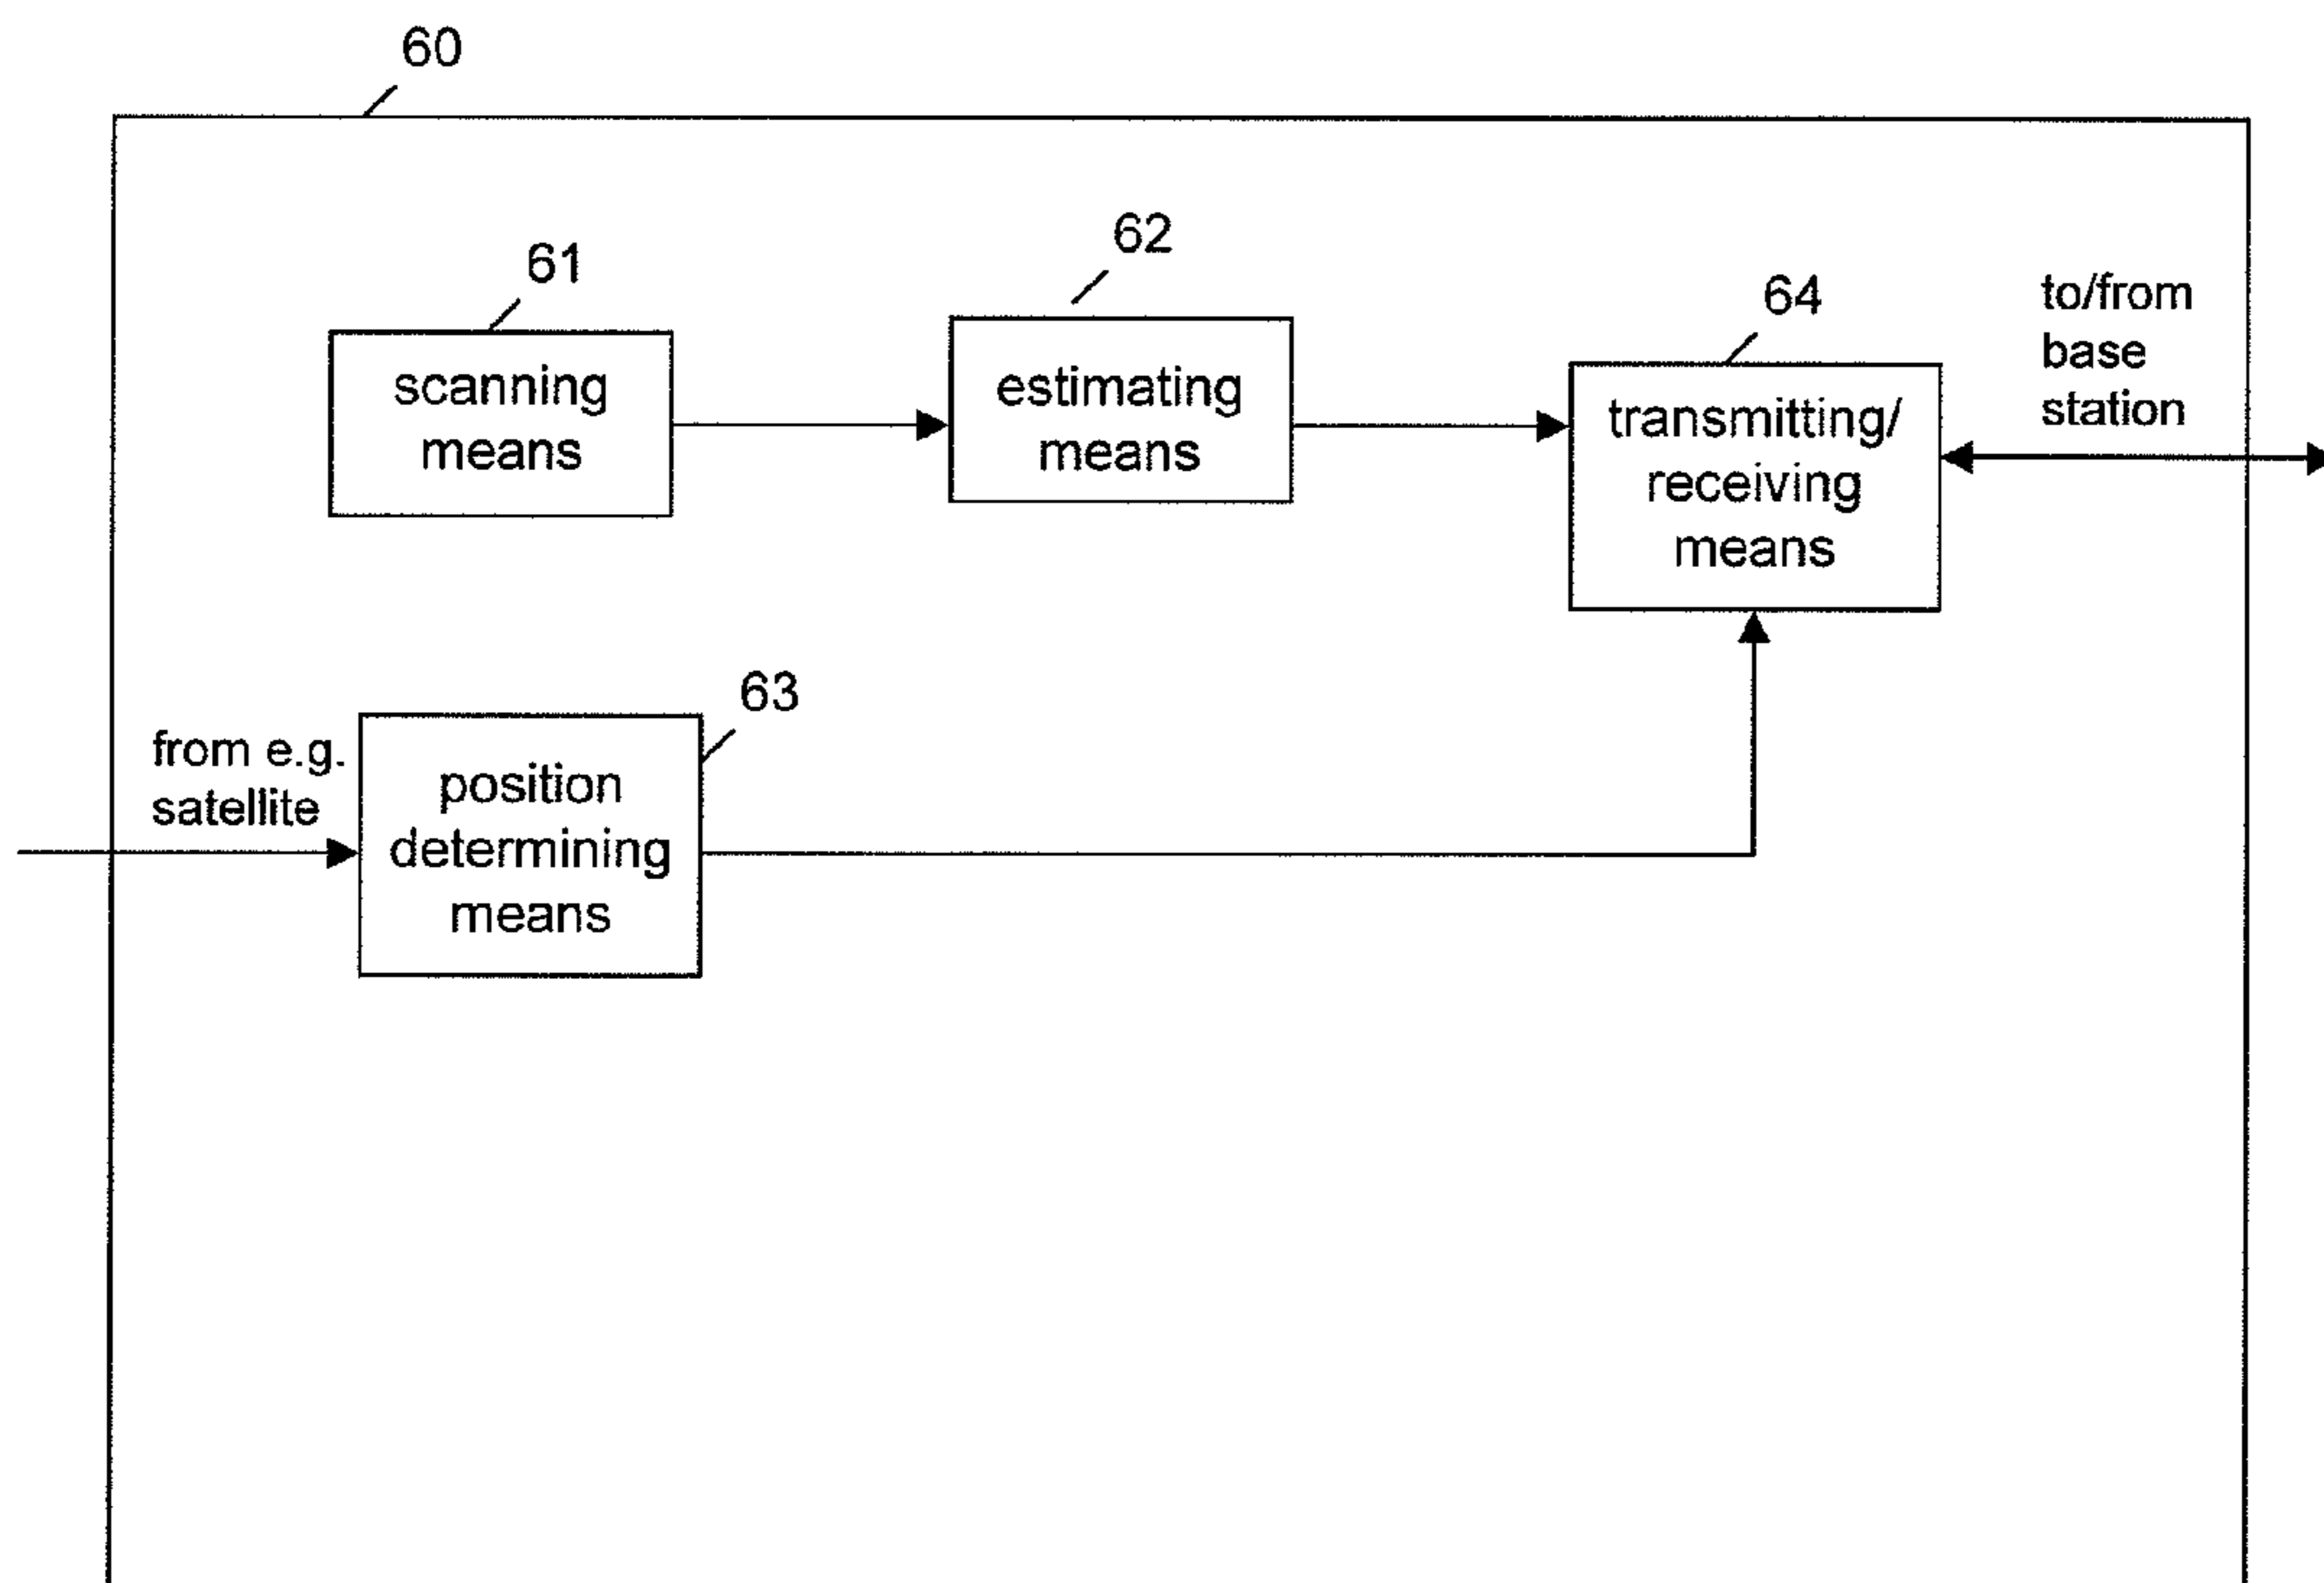 60
61
scanning
means
62
estimating
means
64
transmitting/
receiving
means
to/from
base
station
from e.g.
satellite
63
position
determining
means